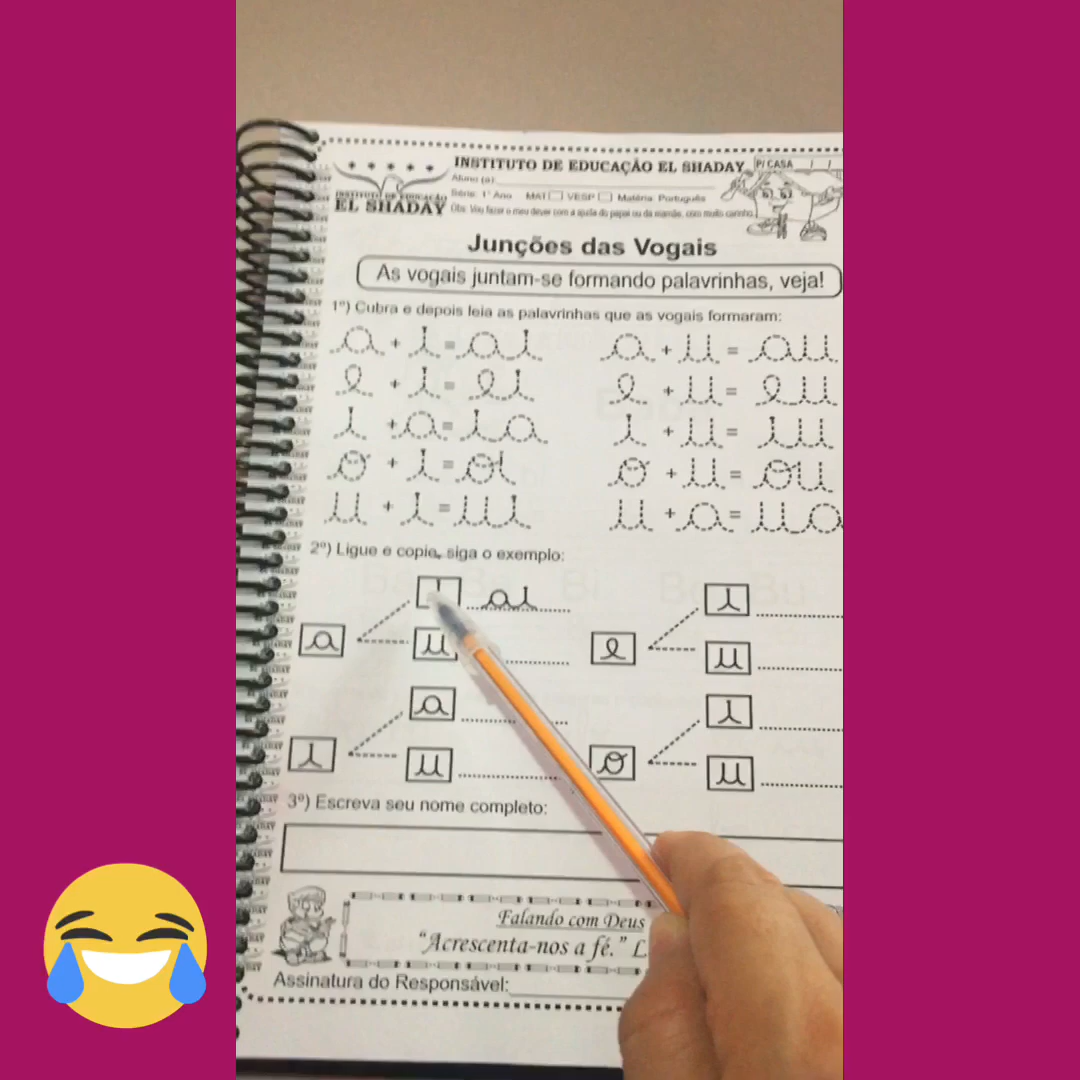 INSTITUTO DE EDUCAÇÃO EL SHADAY
P/ CASA / /
Aluno (a):
INSTITUTO DE EDUCAÇÃO
EL SHADAY
Série: 1º Ano MAT VESP Matéria: Português
Obs: Vou fazer o meu dever com a ajuda do papai ou da mamãe, com muito carinho.
Junções das Vogais
As vogais juntam-se formando palavrinhas, veja!
1º) Cubra e depois leia as palavrinhas que as vogais formaram:
a + i = ai a + u = au
e + i = ei e + u = eu
i + a = ia i + u = iu
o + i = oi o + u = ou
u + i = ui u + a = ua
2º) Ligue e copie, siga o exemplo:
i ai i
a e
u u
a i
i o
u u
3º) Escreva seu nome completo:
Falando com Deus
“Acrescenta-nos a fé.” L
Assinatura do Responsável: